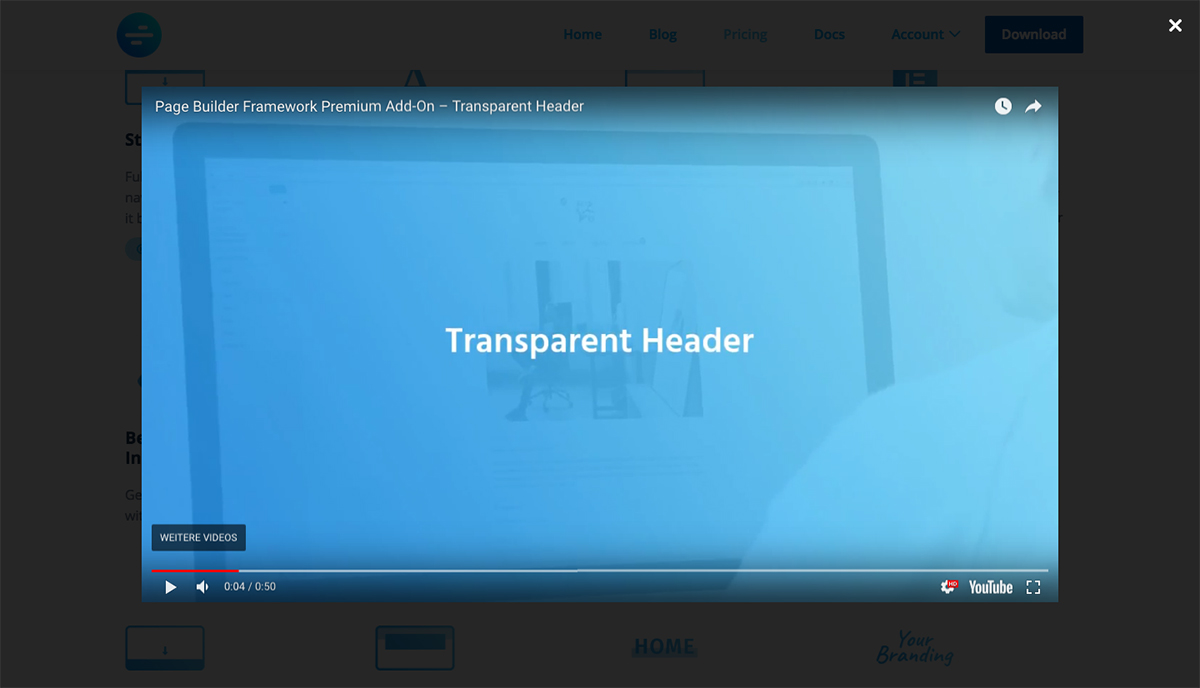 Home Blog Pricing Docs Account Download
Page Builder Framework Premium Add-On – Transparent Header
Transparent Header
WEITERE VIDEOS
0:04 / 0:50 HD YouTube
HOME
Your
Branding